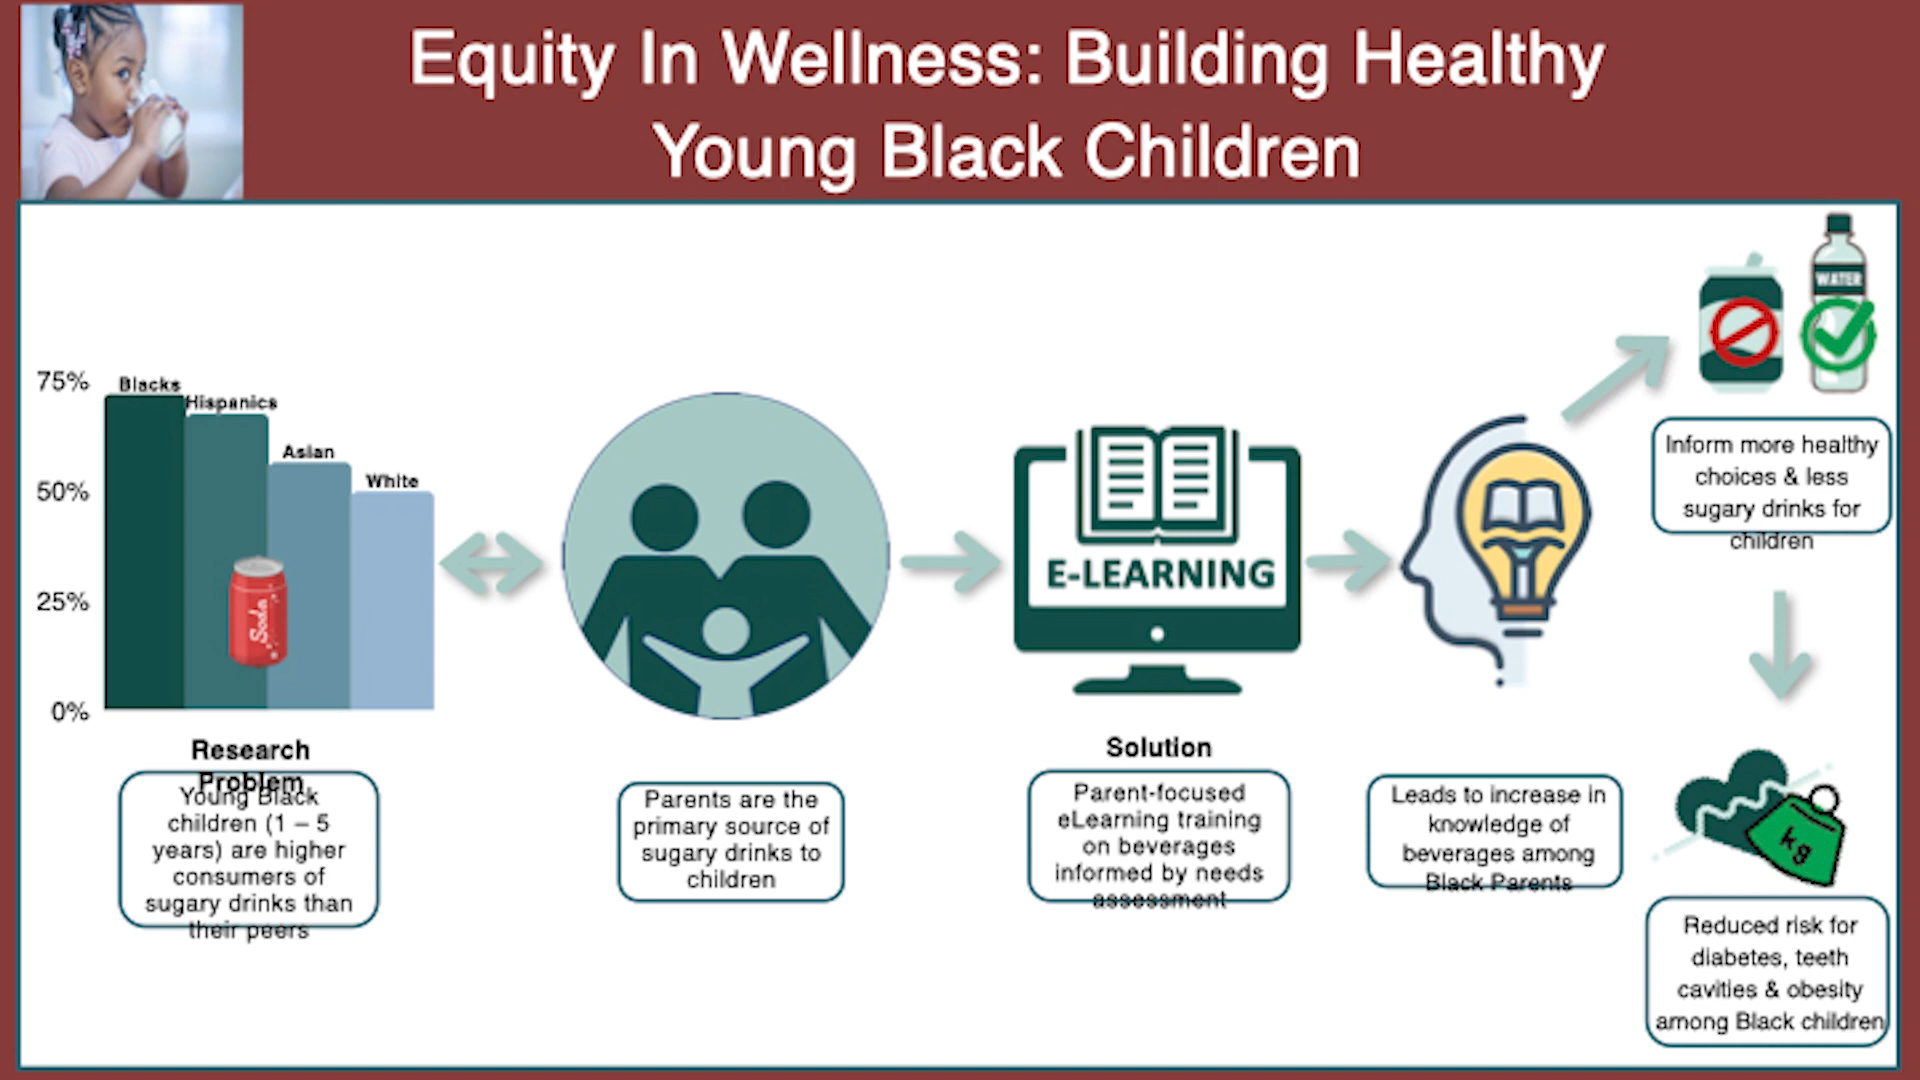 Equity In Wellness: Building Healthy
Young Black Children
75%
50%
25%
0%
Blacks
Hispanics
Asian
White
Soda
Research
Problem
Young Black
children (1 – 5
years) are higher
consumers of
sugary drinks than
their peers
Parents are the
primary source of
sugary drinks to
children
E-LEARNING
Solution
Parent-focused
eLearning training
on beverages
informed by needs
assessment
Leads to increase in
knowledge of
beverages among
Black Parents
WATER
Inform more healthy
choices & less
sugary drinks for
children
kg
Reduced risk for
diabetes, teeth
cavities & obesity
among Black children